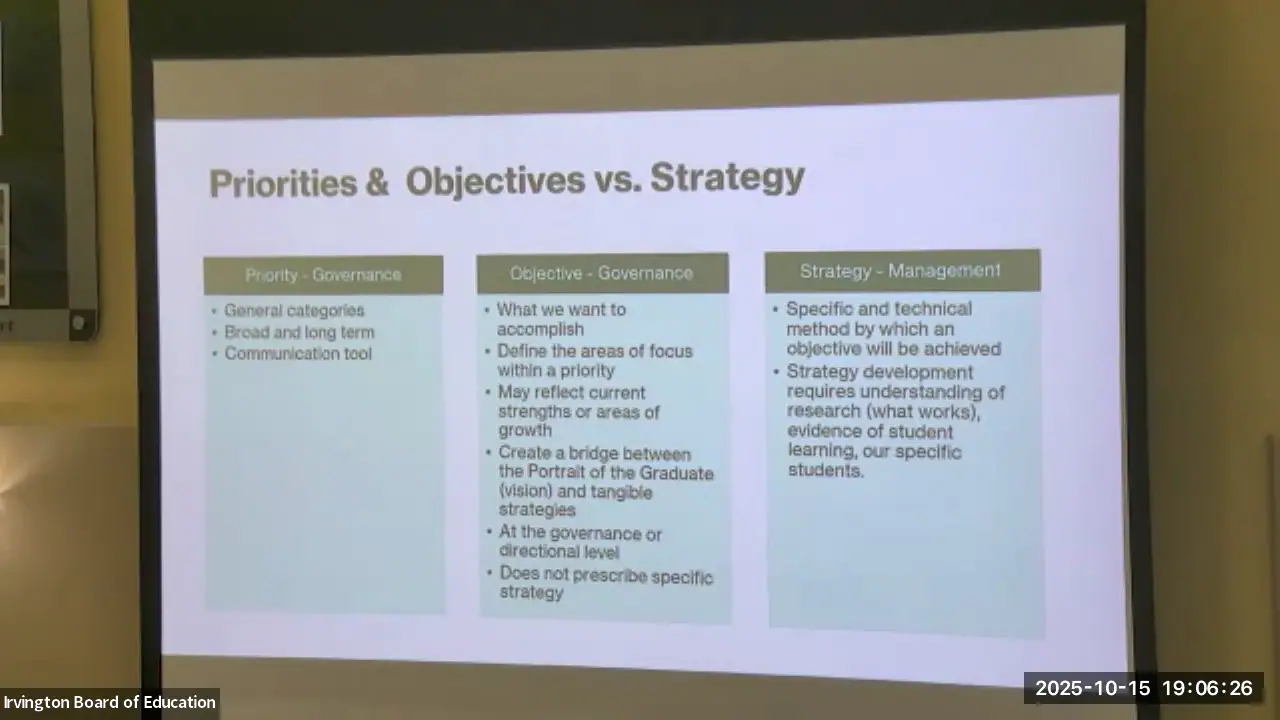 Priorities & Objectives vs. Strategy
Priority - Governance
• General categories
• Broad and long term
• Communication tool
Objective - Governance
• What we want to
accomplish
• Define the areas of focus
within a priority
• May reflect current
strengths or areas of
growth
• Create a bridge between
the Portrait of the Graduate
(vision) and tangible
strategies
• At the governance or
directional level
• Does not prescribe specific
strategy
Strategy - Management
• Specific and technical
method by which an
objective will be achieved
• Strategy development
requires understanding of
research (what works),
evidence of student
learning, our specific
students.
Irvington Board of Education
2025-10-15 19:06:26